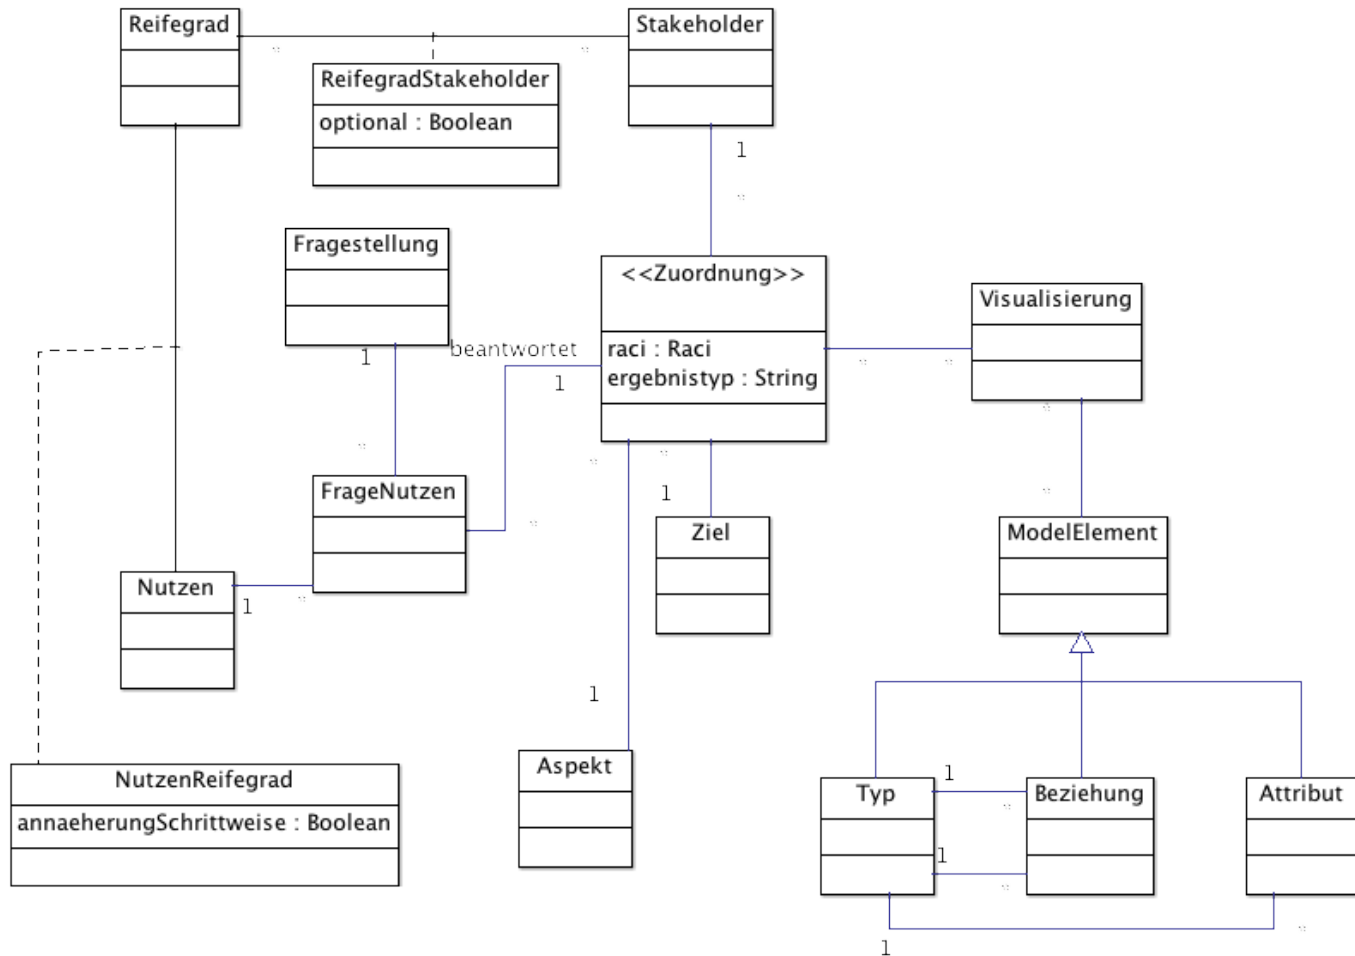 Reifegrad
Stakeholder
*
*
ReifegradStakeholder
optional : Boolean
1
*
Fragestellung
<<Zuordnung>>
Visualisierung
beantwortet
raci : Raci
ergebnistyp : String
1
1
*
*
*
*
*
*
FrageNutzen
1
*
*
Ziel
ModelElement
Nutzen
1
*
1
Aspekt
NutzenReifegrad
annaeherungSchrittweise : Boolean
1
Typ
Beziehung
Attribut
*
1
*
1
*